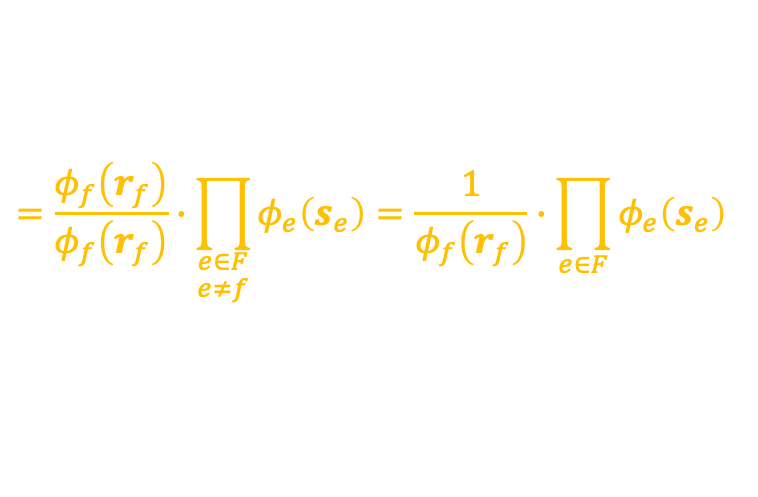 = ϕ_f(r_f) / ϕ_f(r_f) · ∏_{e∈F, e≠f} ϕ_e(s_e) = 1 / ϕ_f(r_f) · ∏_{e∈F} ϕ_e(s_e)